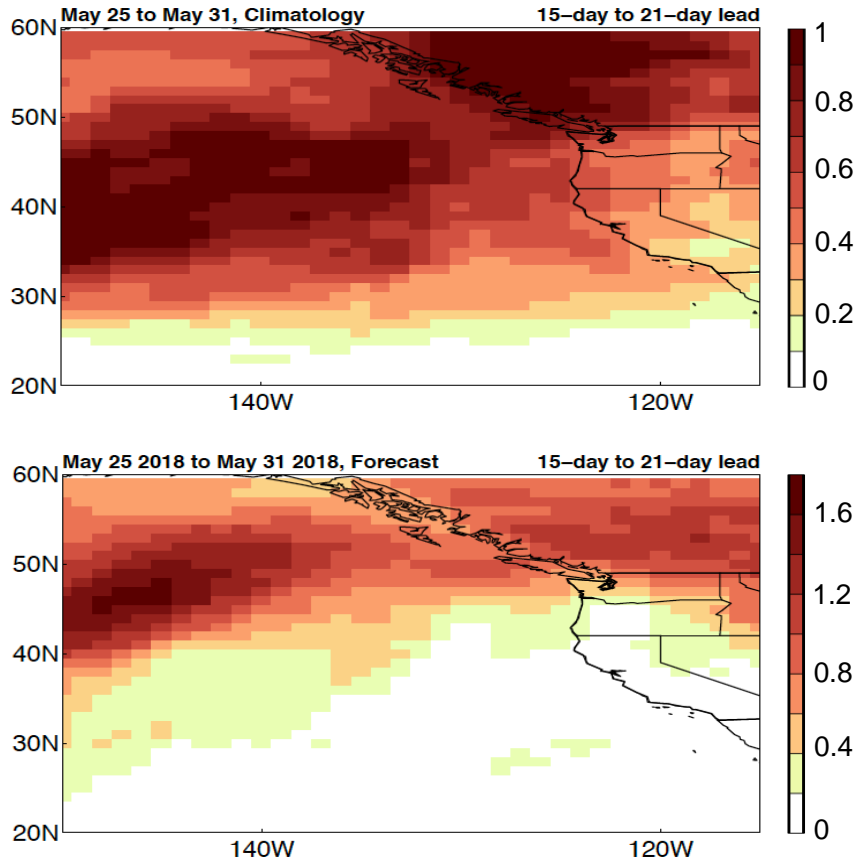 May 25 to May 31, Climatology 15–day to 21–day lead
60N
50N
40N
30N
20N
140W 120W
1
0.8
0.6
0.4
0.2
0
May 25 2018 to May 31 2018, Forecast 15–day to 21–day lead
60N
50N
40N
30N
20N
140W 120W
1.6
1.2
0.8
0.4
0